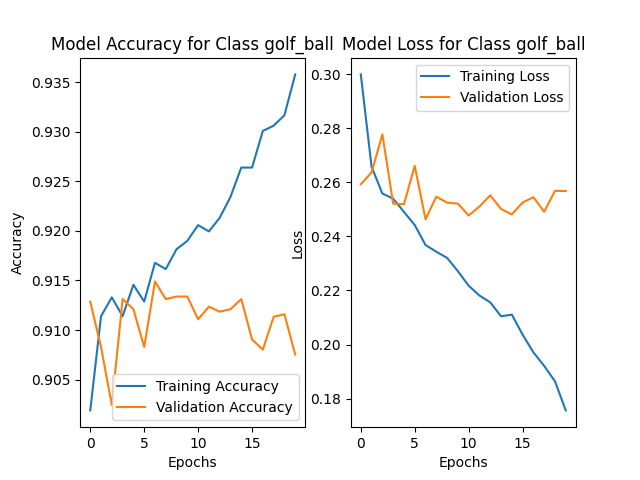 Model Accuracy for Class golf_ball
0.935
0.930
0.925
0.920
0.915
0.910
0.905
Accuracy
Training Accuracy
Validation Accuracy
0 5 10 15
Epochs
Model Loss for Class golf_ball
0.30
0.28
0.26
0.24
0.22
0.20
0.18
Loss
Training Loss
Validation Loss
0 5 10 15
Epochs